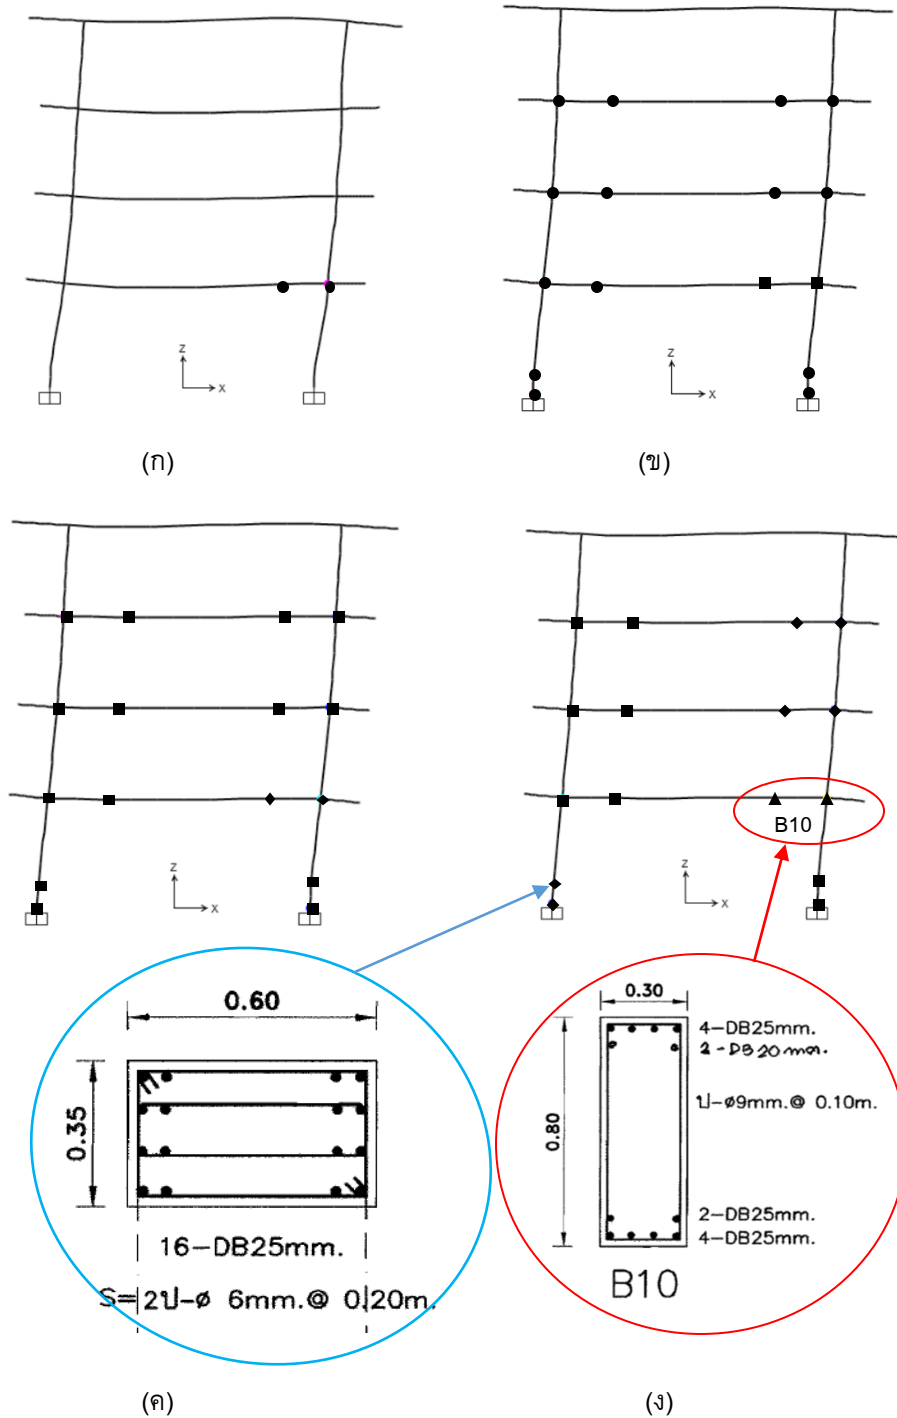 z
x
z
x
(ก)
(ข)
z
x
z
x
B10
0.60
0.35
16-DB25mm.
S= 2ป-ø 6mm.@ 0.20m.
0.30
0.80
4-DB25mm.
2-DB20mm.
ป-ø9mm.@ 0.10m.
2-DB25mm.
4-DB25mm.
B10
(ค)
(ง)